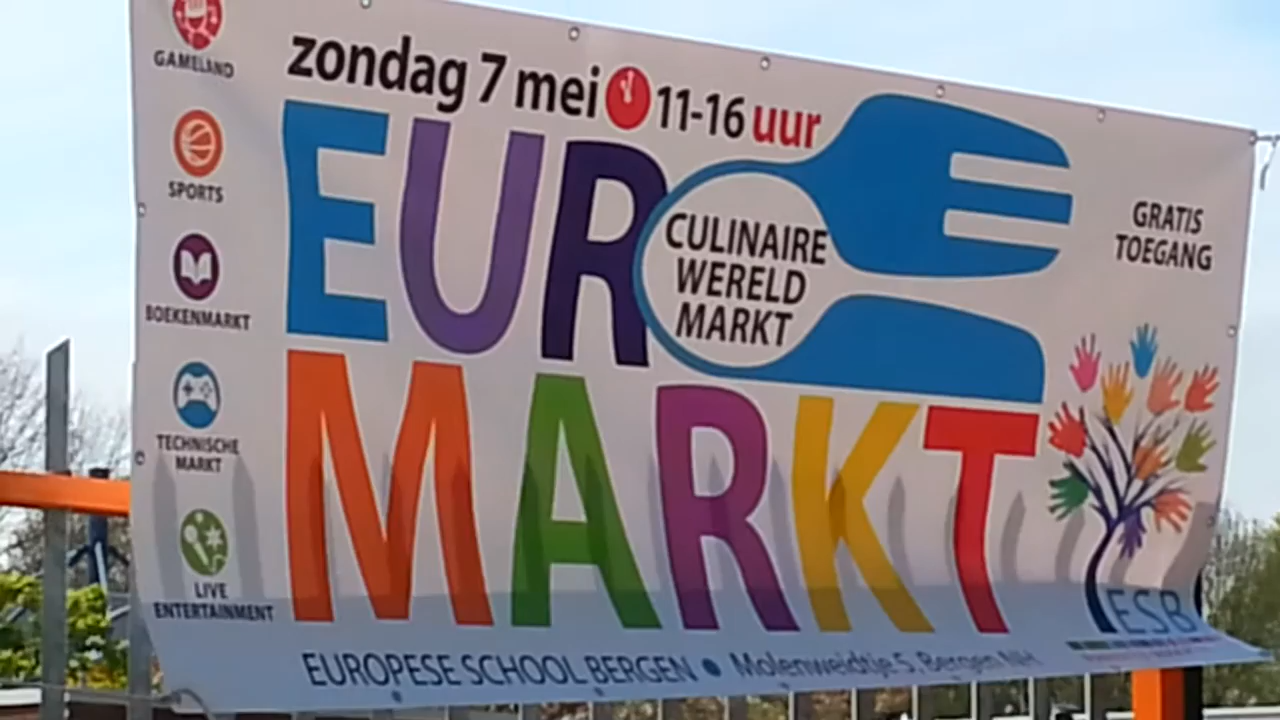 GAMELAND
SPORTS
BOEKENMARKT
TECHNISCHE
MARKT
LIVE
ENTERTAINMENT
zondag 7 mei 11-16 uur
EURO
CULINAIRE
WERELD
MARKT
MARKT
GRATIS
TOEGANG
ESB
EUROPESE SCHOOL BERGEN • Molenweidtje 5, Bergen NH